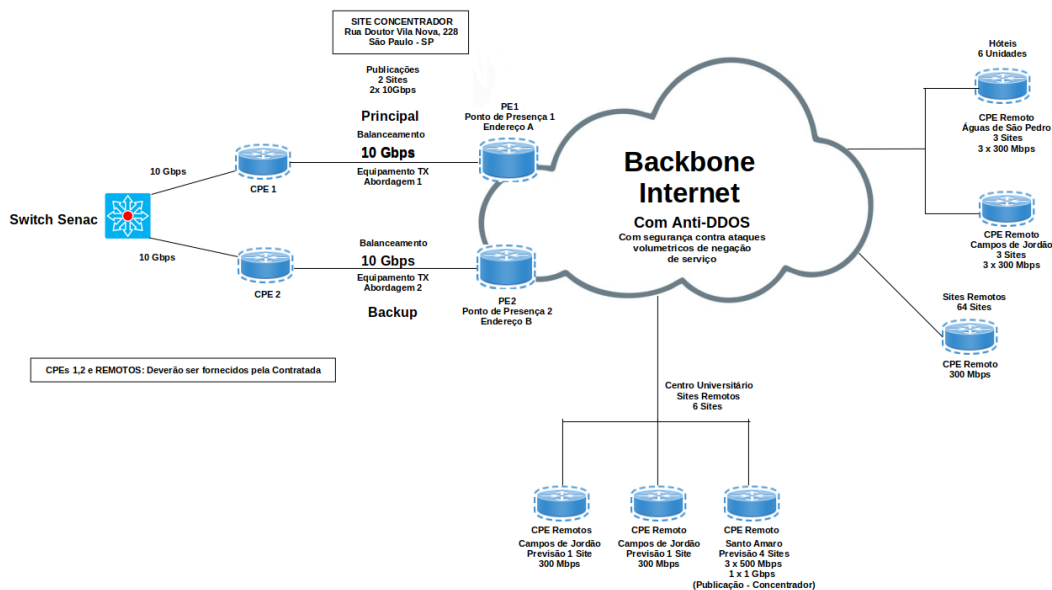 SITE CONCENTRADOR
Rua Doutor Vila Nova, 228
São Paulo - SP
Publicações
2 Sites
2x 10Gbps
Principal
Balanceamento
10 Gbps
Equipamento TX
Abordagem 1
PE1
Ponto de Presença 1
Endereço A
10 Gbps
CPE 1
Switch Senac
10 Gbps
CPE 2
Balanceamento
10 Gbps
Equipamento TX
Abordagem 2
Backup
PE2
Ponto de Presença 2
Endereço B
Backbone
Internet
Com Anti-DDOS
Com segurança contra ataques
volumetricos de negação
de serviço
Hóteis
6 Unidades
CPE Remoto
Águas de São Pedro
3 Sites
3 x 300 Mbps
CPE Remoto
Campos de Jordão
3 Sites
3 x 300 Mbps
Sites Remotos
64 Sites
CPE Remoto
300 Mbps
CPEs 1,2 e REMOTOS: Deverão ser fornecidos pela Contratada
Centro Universitário
Sites Remotos
6 Sites
CPE Remotos
Campos de Jordão
Previsão 1 Site
300 Mbps
CPE Remoto
Campos de Jordão
Previsão 1 Site
300 Mbps
CPE Remoto
Santo Amaro
Previsão 4 Sites
3 x 500 Mbps
1 x 1 Gbps
(Publicação - Concentrador)